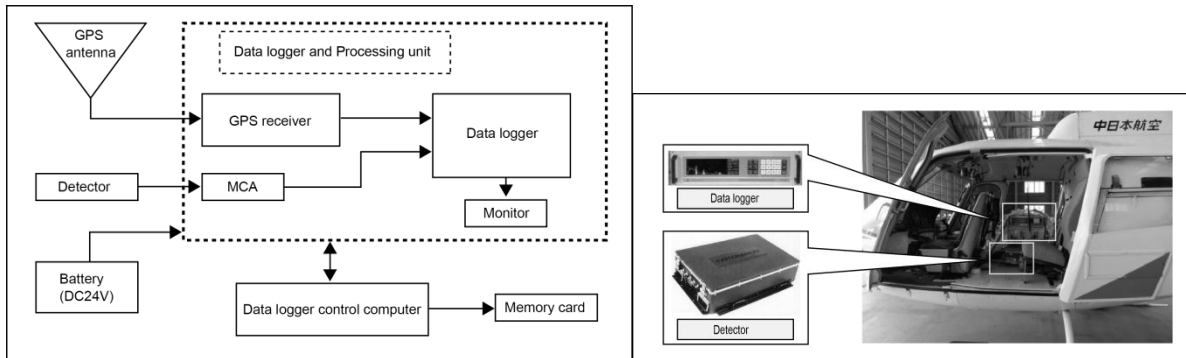 GPS
antenna
Data logger and Processing unit
GPS receiver
Data logger
Detector
MCA
Monitor
Battery
(DC24V)
Data logger control computer
Memory card
中日本航空
Data logger
Detector